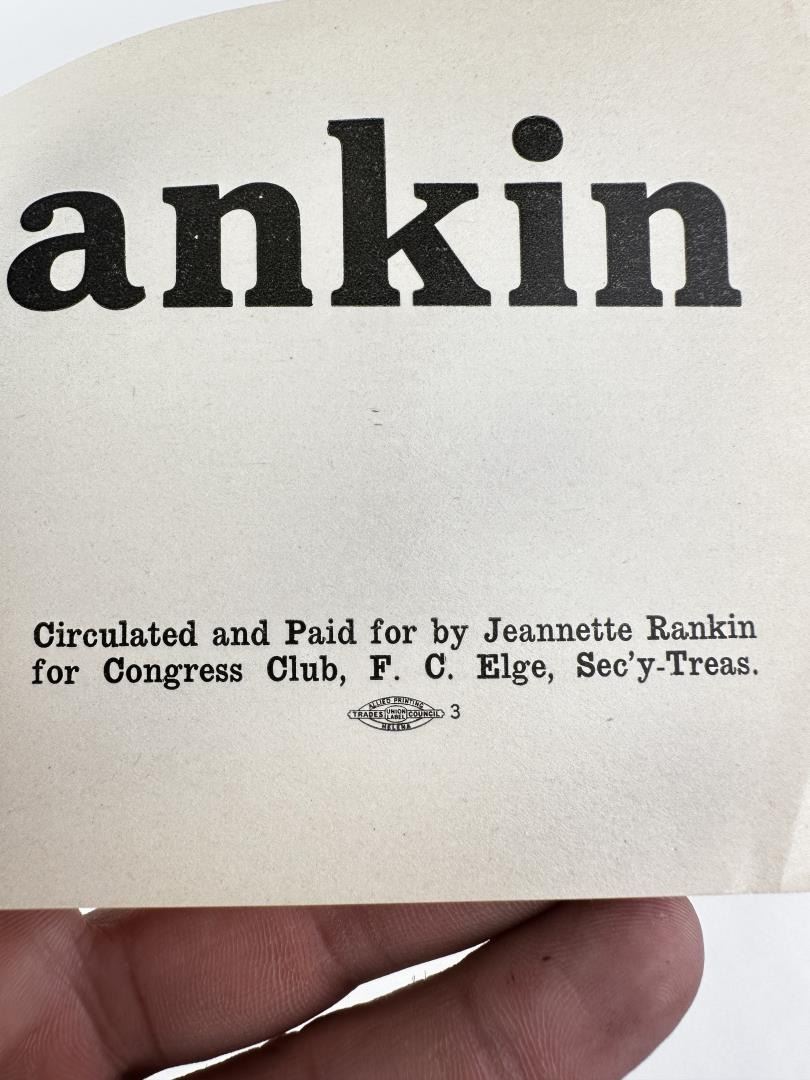 ankin
Circulated and Paid for by Jeannette Rankin
for Congress Club, F. C. Elge, Sec'y-Treas.
ALLIED PRINTING
TRADES UNION LABEL COUNCIL 3
HELENA